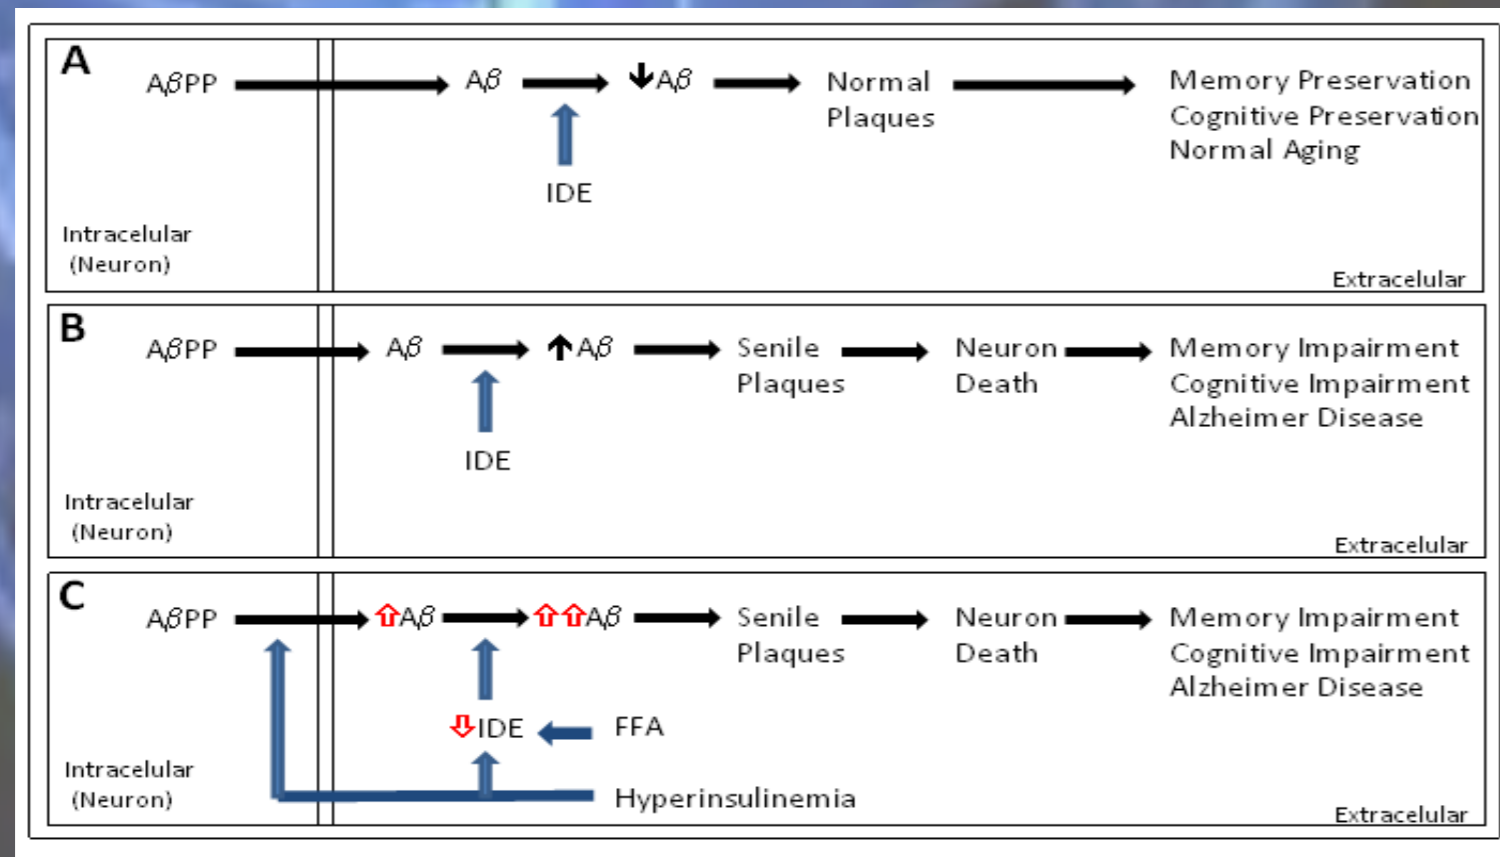 A
AβPP Aβ ↓Aβ Normal Memory Preservation
Plaques Cognitive Preservation
Normal Aging
IDE
Intracelular
(Neuron)
Extracelular
B
AβPP Aβ ↑Aβ Senile Neuron Memory Impairment
Plaques Death Cognitive Impairment
Alzheimer Disease
IDE
Intracelular
(Neuron)
Extracelular
C
AβPP ⇧Aβ ⇧⇧Aβ Senile Neuron Memory Impairment
Plaques Death Cognitive Impairment
Alzheimer Disease
⇩IDE FFA
Intracelular
(Neuron)
Hyperinsulinemia
Extracelular